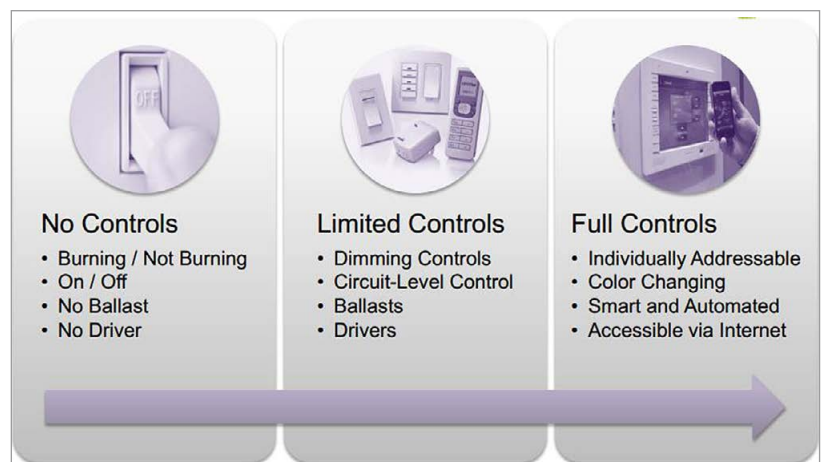 OFF
No Controls
• Burning / Not Burning
• On / Off
• No Ballast
• No Driver
Limited Controls
• Dimming Controls
• Circuit-Level Control
• Ballasts
• Drivers
Full Controls
• Individually Addressable
• Color Changing
• Smart and Automated
• Accessible via Internet